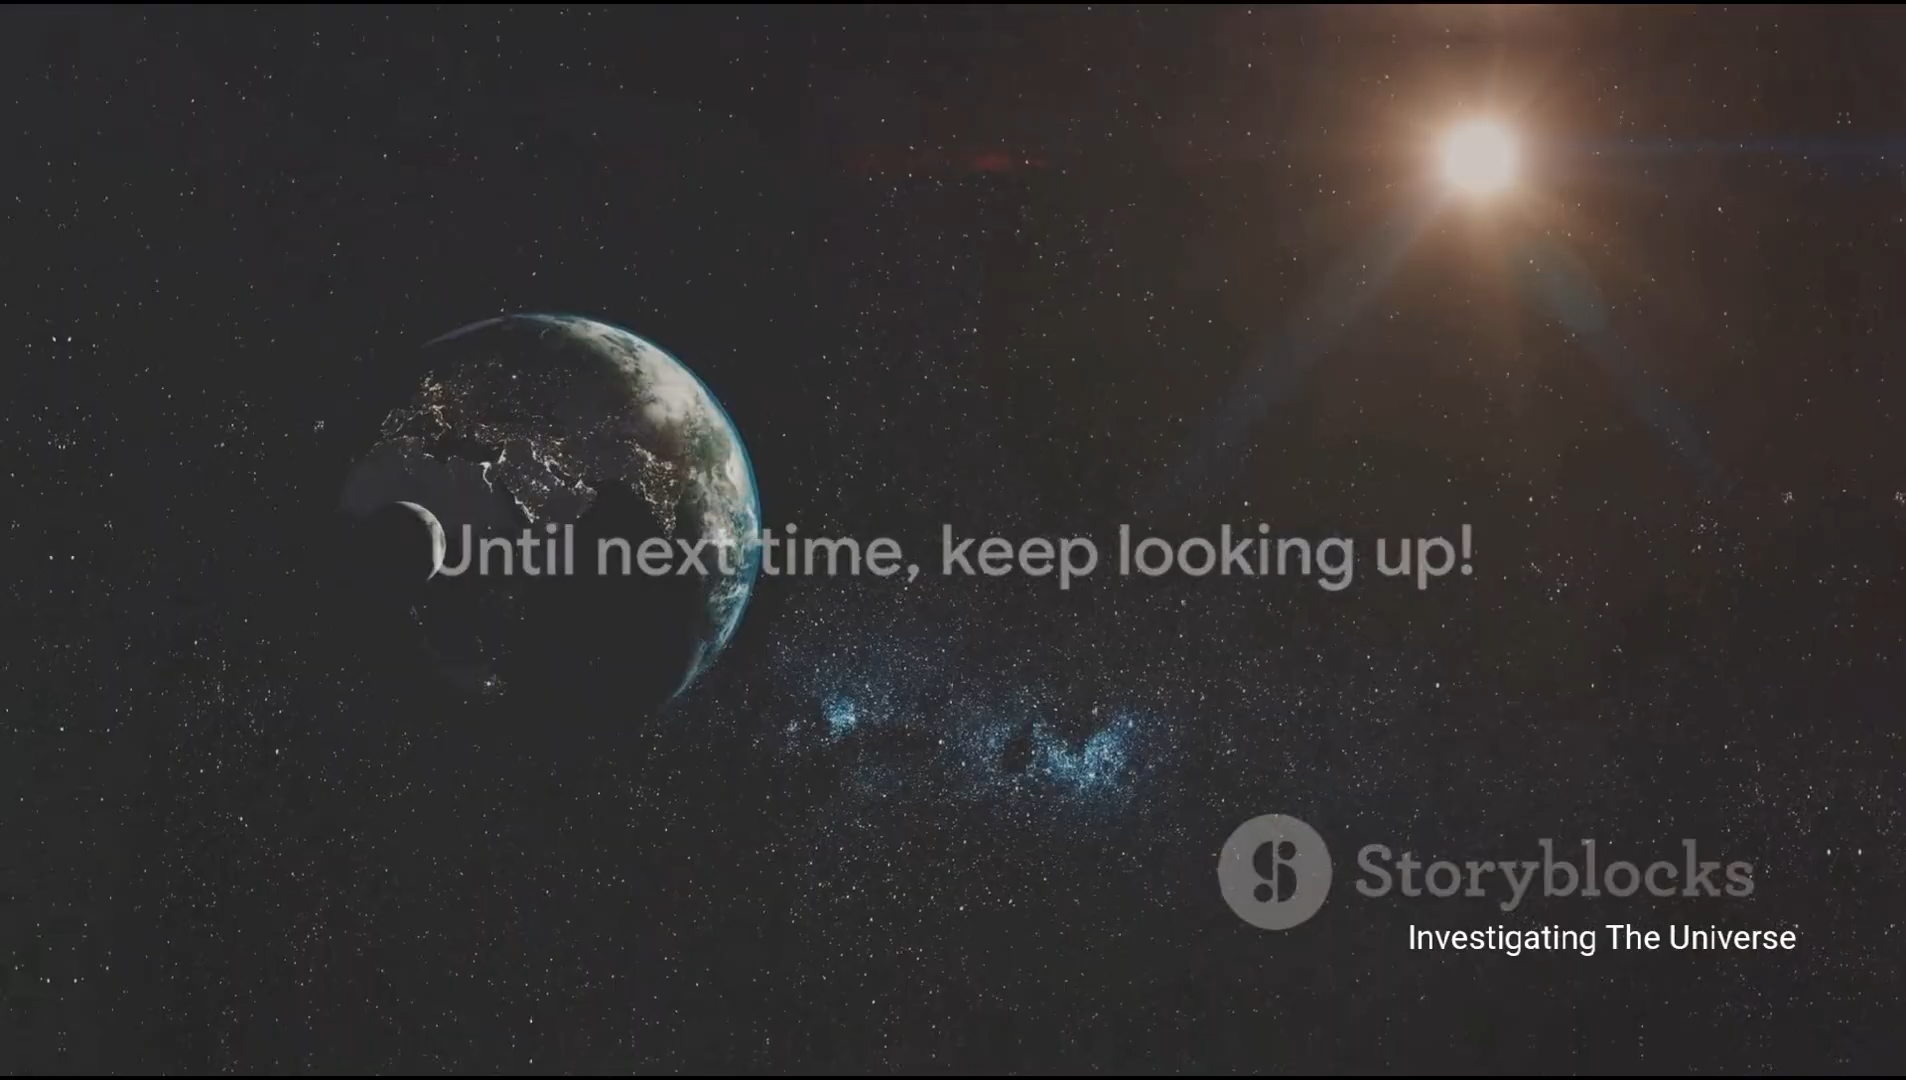 Until next time, keep looking up!
Storyblocks
Investigating The Universe